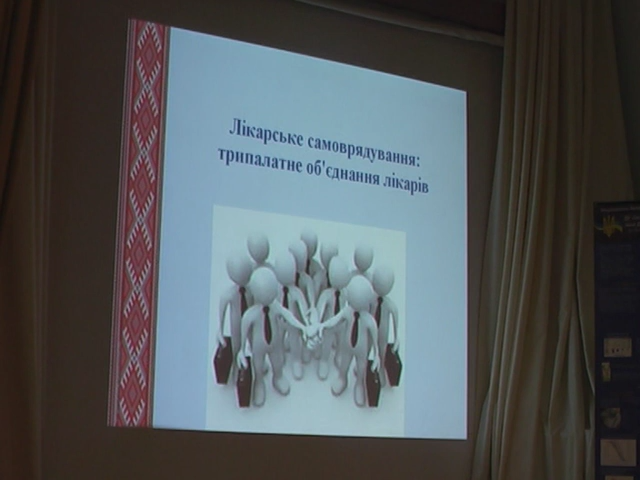 Лікарське самоврядування:
трипалатне об'єднання лікарів